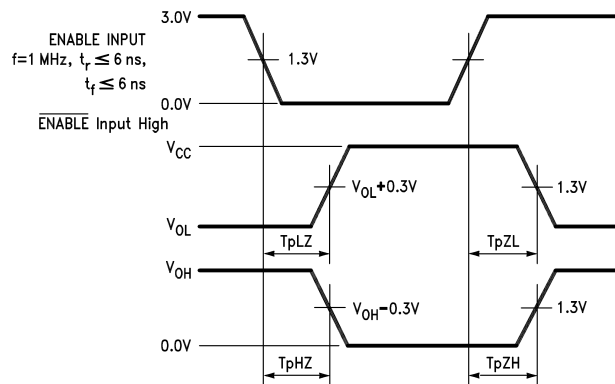 3.0V
ENABLE INPUT
f=1 MHz, tr ≤ 6 ns,
tf ≤ 6 ns
1.3V
0.0V
ENABLE Input High
VCC
VOL+0.3V
1.3V
VOL
TpLZ
TpZL
VOH
VOH−0.3V
1.3V
0.0V
TpHZ
TpZH